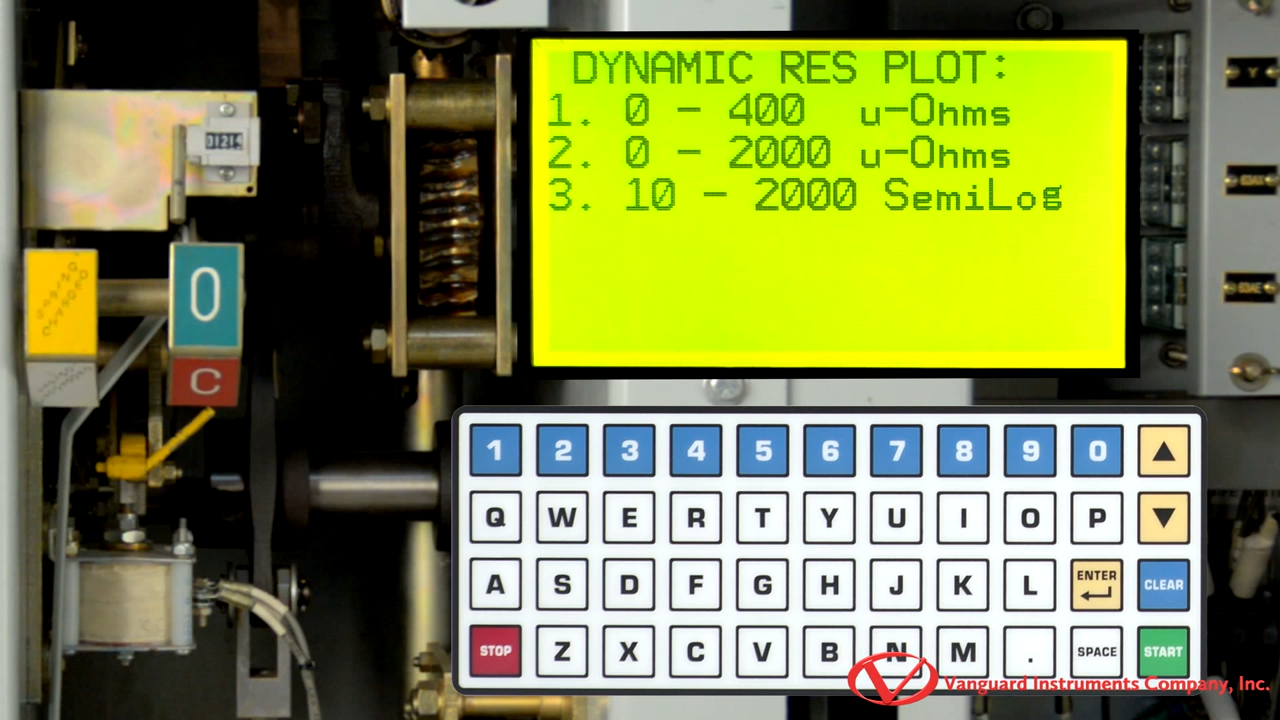 DYNAMIC RES PLOT:
1. 0 - 400 u-Ohms
2. 0 - 2000 u-Ohms
3. 10 - 2000 SemiLog
O
C
1 2 3 4 5 6 7 8 9 0
Q W E R T Y U I O P
A S D F G H J K L ENTER CLEAR
STOP Z X C V B N M . SPACE START
Vanguard Instruments Company, Inc.